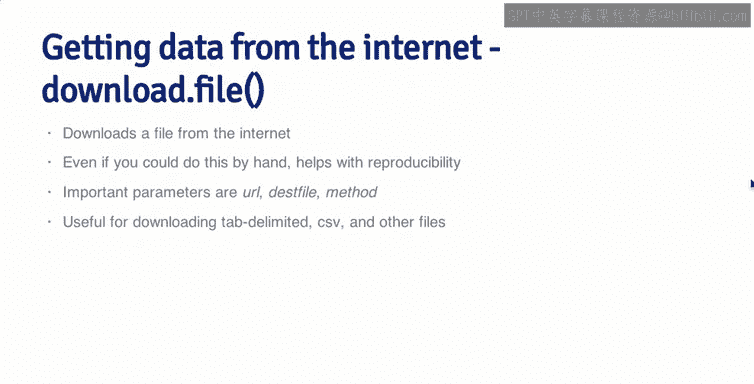 Getting data from the internet -
download.file()
· Downloads a file from the internet
· Even if you could do this by hand, helps with reproducibility
· Important parameters are url, destfile, method
· Useful for downloading tab-delimited, csv, and other files